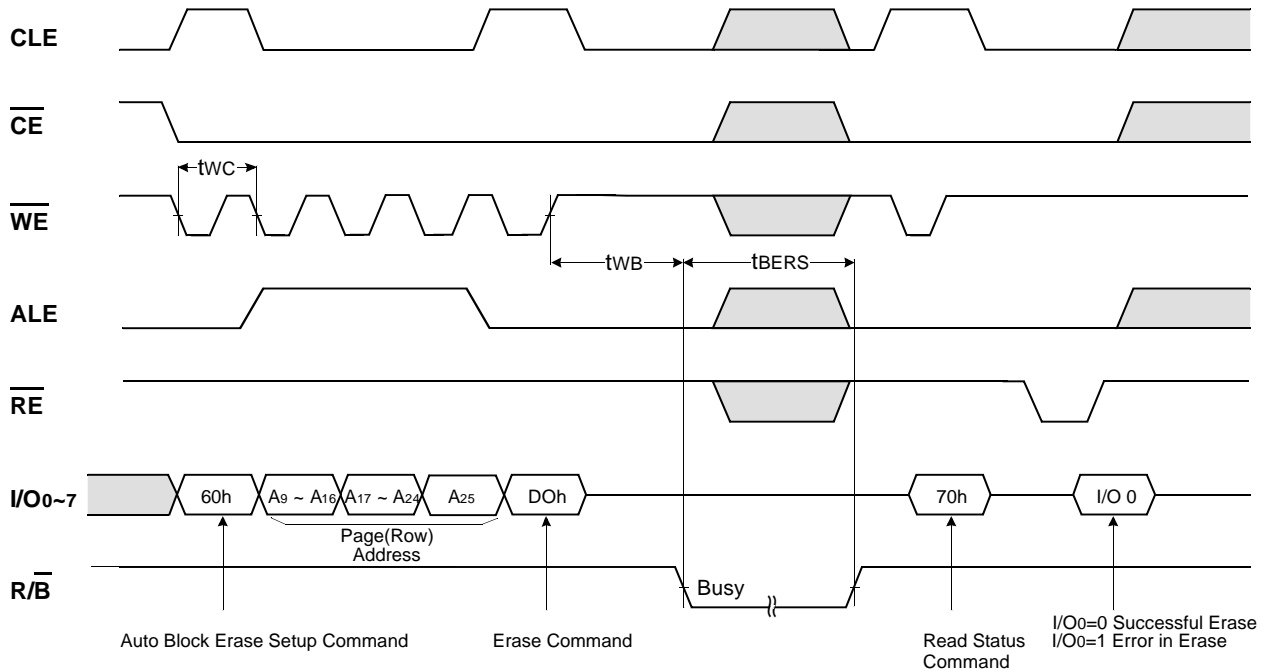 CLE
CE
tWC
WE
tWB
tBERS
ALE
RE
I/O0~7
60h
A9 ~ A16
A17 ~ A24
A25
DOh
70h
I/O 0
Page(Row)
Address
R/B
Busy
Auto Block Erase Setup Command
Erase Command
Read Status
Command
I/O0=0 Successful Erase
I/O0=1 Error in Erase